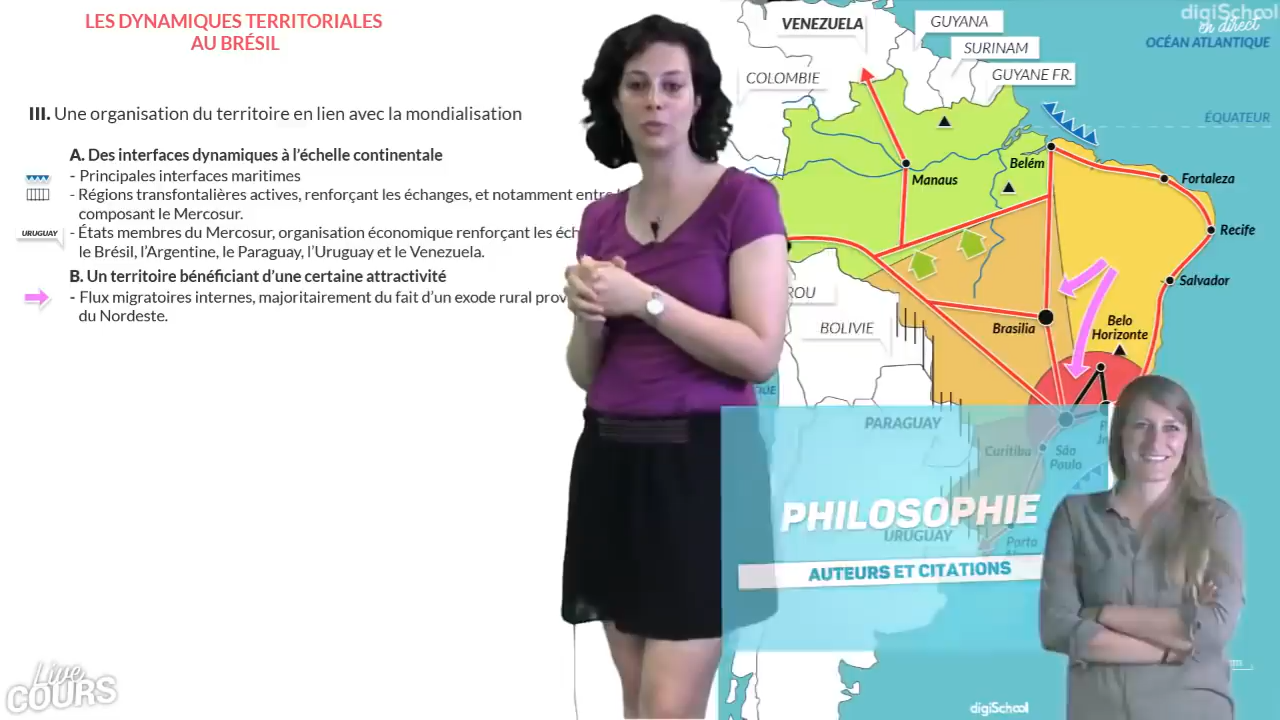 LES DYNAMIQUES TERRITORIALES
AU BRÉSIL
III. Une organisation du territoire en lien avec la mondialisation
A. Des interfaces dynamiques à l'échelle continentale
- Principales interfaces maritimes
- Régions transfontalières actives, renforçant les échanges, et notamment entre
composant le Mercosur.
URUGUAY
- États membres du Mercosur, organisation économique renforçant les
le Brésil, l'Argentine, le Paraguay, l'Uruguay et le Venezuela.
B. Un territoire bénéficiant d'une certaine attractivité
- Flux migratoires internes, majoritairement du fait d'un exode rural
du Nordeste.
Live
COURS
digiSchool
en direct
OCÉAN ATLANTIQUE
VENEZUELA
GUYANA
SURINAM
GUYANE FR.
COLOMBIE
ÉQUATEUR
Belém
Manaus
Fortaleza
Recife
Salvador
BOLIVIE
Brasilia
Belo
Horizonte
PARAGUAY
Curitiba
São
Paulo
PHILOSOPHIE
URUGUAY
Porto
AUTEURS ET CITATIONS
digiSchool